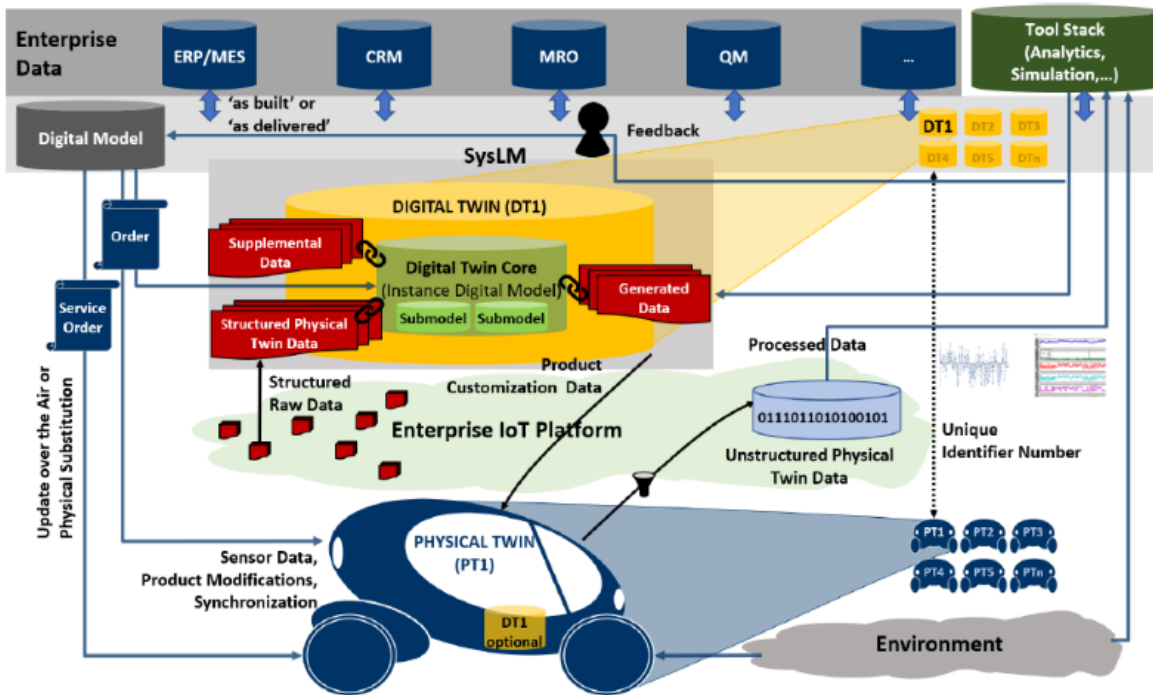 Enterprise
Data
ERP/MES
CRM
MRO
QM
...
Tool Stack
(Analytics,
Simulation,...)
'as built' or
'as delivered'
Digital Model
Feedback
DT1
DT2
DT3
DT4
DT5
DTn
SysLM
DIGITAL TWIN (DT1)
Order
Supplemental
Data
Digital Twin Core
(Instance Digital Model)
Submodel
Submodel
Generated
Data
Service
Order
Structured Physical
Twin Data
Update over the Air or
Physical Substitution
Structured
Raw Data
Product
Customization Data
Processed Data
0111011010100101
Enterprise IoT Platform
Unstructured Physical
Twin Data
Unique
Identifier Number
PHYSICAL TWIN
(PT1)
Sensor Data,
Product Modifications,
Synchronization
DT1
optional
PT1
PT2
PT3
PT4
PT5
PTn
Environment